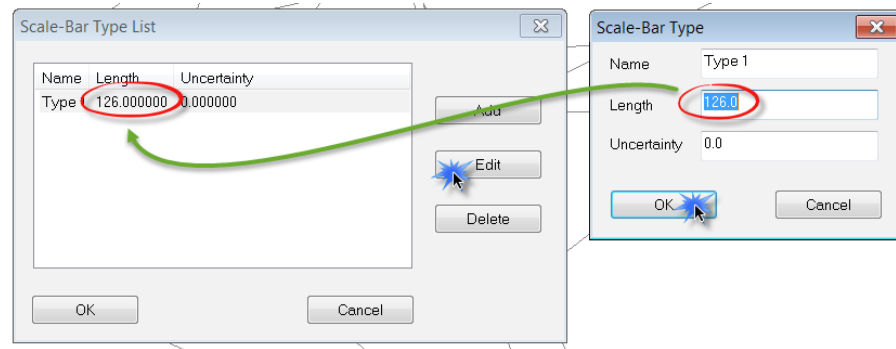 Scale-Bar Type List
Name Length Uncertainty
Type 1 126.000000 0.000000
Add
Edit
Delete
OK Cancel
Scale-Bar Type
Name Type 1
Length 126.0
Uncertainty 0.0
OK Cancel